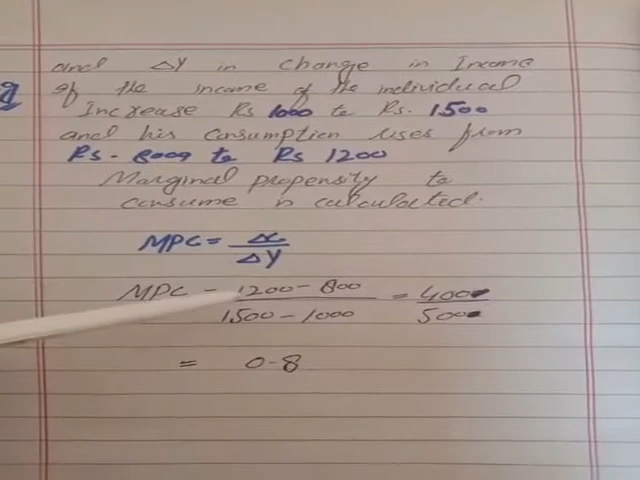 and ΔY in change in Income
of the income of the individual
Increase Rs 1000 to Rs. 1500
and his consumption rises from
Rs - 8000 to Rs 1200
Marginal propensity to
consume is calculated.
MPC = ΔC / ΔY
MPC - 1200 - 800 / 1500 - 1000 = 400 / 500
= 0.8